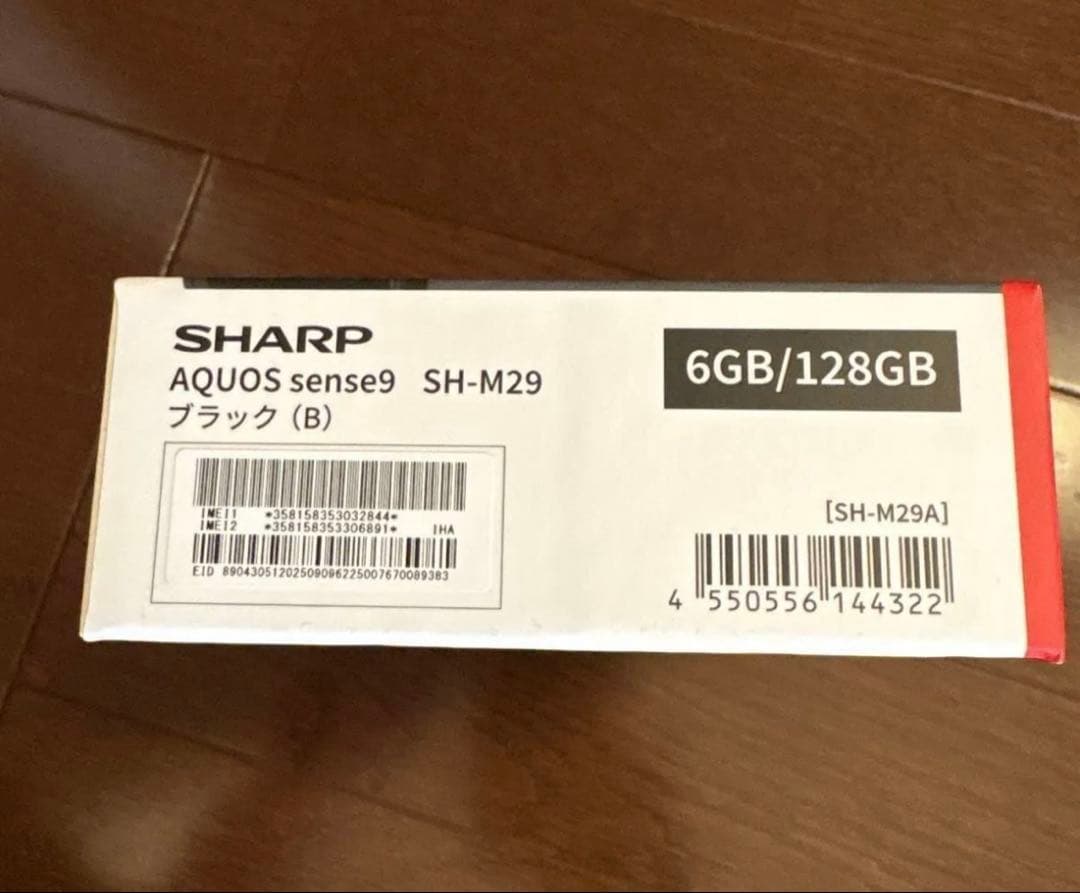 SHARP
AQUOS sense9 SH-M29
ブラック (B)
6GB/128GB
IMEI1 *358158353032844*
IMEI2 *358158353306891* IHA
EID 89043051202509096225007670089383
[SH-M29A]
4 550556 144322